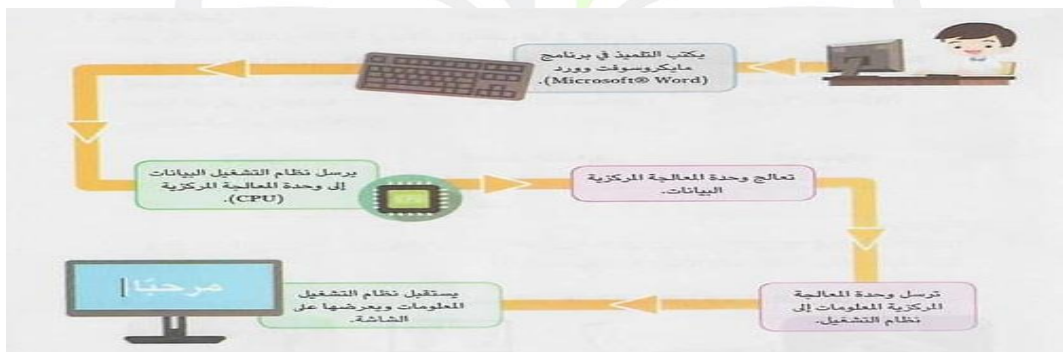 يكتب التلميذ في برنامج
مايكروسوفت وورد
(Microsoft® Word).
يرسل نظام التشغيل البيانات
إلى وحدة المعالجة المركزية
(CPU).
CPU
تعالج وحدة المعالجة المركزية
البيانات.
ترسل وحدة المعالجة
المركزية المعلومات إلى
نظام التشغيل.
يستقبل نظام التشغيل
المعلومات ويعرضها على
الشاشة.
مرحبًا